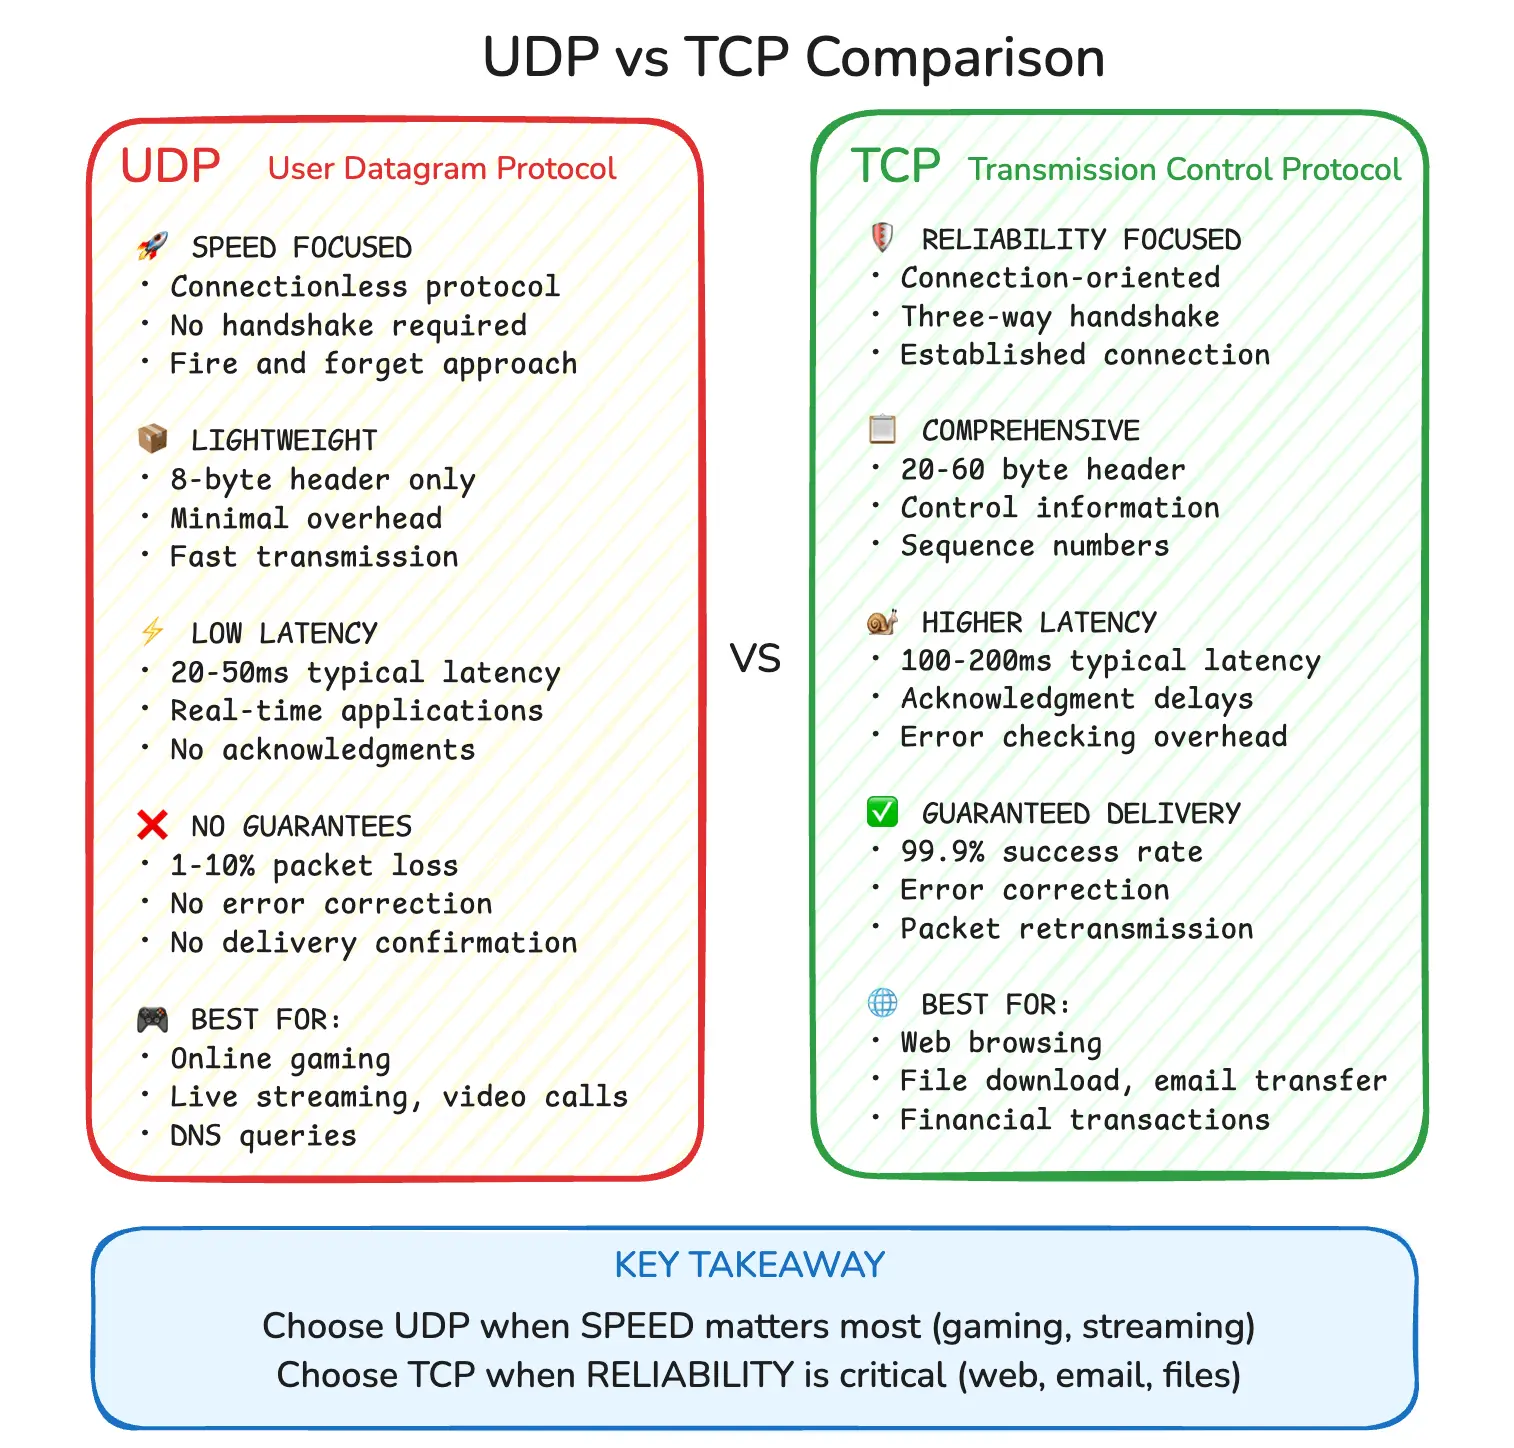 UDP vs TCP Comparison
UDP User Datagram Protocol
🚀 SPEED FOCUSED
· Connectionless protocol
· No handshake required
· Fire and forget approach
📦 LIGHTWEIGHT
· 8-byte header only
· Minimal overhead
· Fast transmission
⚡ LOW LATENCY
· 20-50ms typical latency
· Real-time applications
· No acknowledgments
❌ NO GUARANTEES
· 1-10% packet loss
· No error correction
· No delivery confirmation
🎮 BEST FOR:
· Online gaming
· Live streaming, video calls
· DNS queries
VS
TCP Transmission Control Protocol
🛡️ RELIABILITY FOCUSED
· Connection-oriented
· Three-way handshake
· Established connection
📋 COMPREHENSIVE
· 20-60 byte header
· Control information
· Sequence numbers
🐌 HIGHER LATENCY
· 100-200ms typical latency
· Acknowledgment delays
· Error checking overhead
✅ GUARANTEED DELIVERY
· 99.9% success rate
· Error correction
· Packet retransmission
🌐 BEST FOR:
· Web browsing
· File download, email transfer
· Financial transactions
KEY TAKEAWAY
Choose UDP when SPEED matters most (gaming, streaming)
Choose TCP when RELIABILITY is critical (web, email, files)